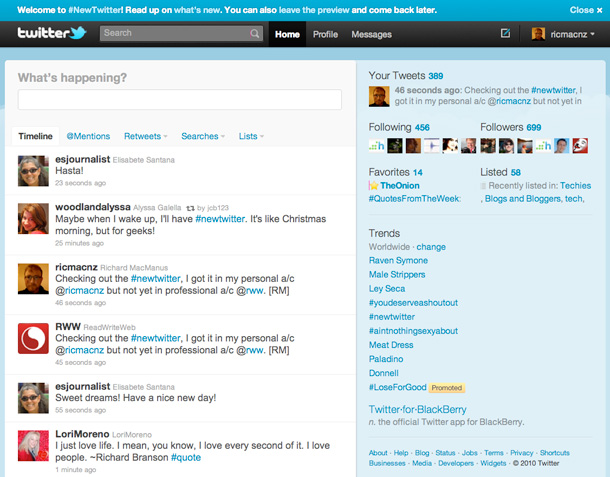 Welcome to #NewTwitter! Read up on what's new. You can also leave the preview and come back later.
Close ×
twitter
Search
Home
Profile
Messages
ricmacnz
What's happening?
Timeline
@Mentions
Retweets
Searches
Lists
esjournalist Elisabete Santana
Hasta!
23 seconds ago
woodlandalyssa Alyssa Galella by jcb123
Maybe when I wake up, I'll have #newtwitter. It's like Christmas
morning, but for geeks!
25 minutes ago
ricmacnz Richard MacManus
Checking out the #newtwitter, I got it in my personal a/c
@ricmacnz but not yet in professional a/c @rww. [RM]
46 seconds ago
RWW ReadWriteWeb
Checking out the #newtwitter, I got it in my personal a/c
@ricmacnz but not yet in professional a/c @rww. [RM]
45 seconds ago
esjournalist Elisabete Santana
Sweet dreams! Have a nice new day!
55 seconds ago
LoriMoreno LoriMoreno
I just love life. I mean, you know, I love every second of it. I love
people. ~Richard Branson #quote
1 minute ago
Your Tweets 389
46 seconds ago: Checking out the #newtwitter, I
got it in my personal a/c @ricmacnz but not yet in
Following 456
Followers 699
Favorites 14
TheOnion
#QuotesFromTheWeek:
Listed 58
Recently listed in: Techies
, Blogs and Bloggers, tech,
Trends
Worldwide · change
Raven Symone
Male Strippers
Ley Seca
#youdeserveashoutout
#newtwitter
#aintnothingsexyabout
Meat Dress
Paladino
Donnell
#LoseForGood Promoted
Twitter·for·BlackBerry
n. the official Twitter app for BlackBerry.
About · Help · Blog · Status · Jobs · Terms · Privacy · Shortcuts
Businesses · Media · Developers · Widgets · © 2010 Twitter